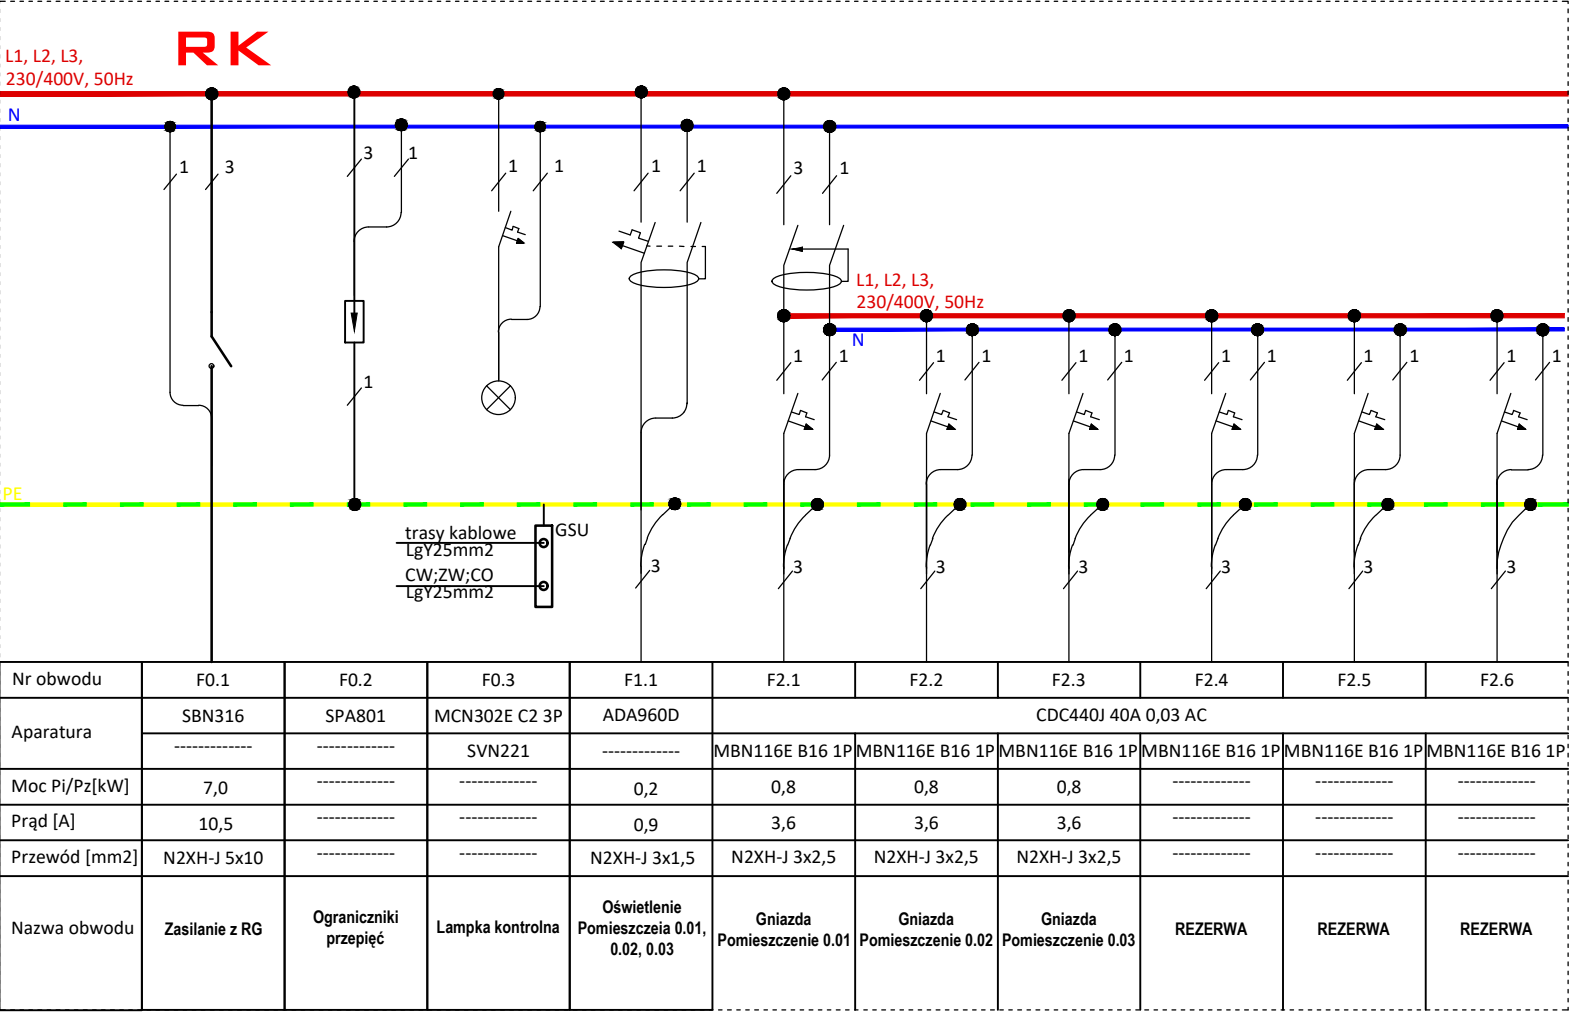 RK
L1, L2, L3,
230/400V, 50Hz
N
1 3 3 1 1 1 1 1 3 1
L1, L2, L3,
230/400V, 50Hz
N
1 1 1 1 1 1 1 1 1 1 1 1
1
PE
trasy kablowe
LgY25mm2
GSU
CW;ZW;CO
LgY25mm2
3 3 3 3 3 3 3
Nr obwodu F0.1 F0.2 F0.3 F1.1 F2.1 F2.2 F2.3 F2.4 F2.5 F2.6
Aparatura SBN316 SPA801 MCN302E C2 3P ADA960D CDC440J 40A 0,03 AC
------------- ------------- SVN221 ------------- MBN116E B16 1P MBN116E B16 1P MBN116E B16 1P MBN116E B16 1P MBN116E B16 1P MBN116E B16 1P
Moc Pi/Pz[kW] 7,0 ------------- ------------- 0,2 0,8 0,8 0,8 ------------- ------------- -------------
Prąd [A] 10,5 ------------- ------------- 0,9 3,6 3,6 3,6 ------------- ------------- -------------
Przewód [mm2] N2XH-J 5x10 ------------- ------------- N2XH-J 3x1,5 N2XH-J 3x2,5 N2XH-J 3x2,5 N2XH-J 3x2,5 ------------- ------------- -------------
Nazwa obwodu
Zasilanie z RG
Ograniczniki
przepięć
Lampka kontrolna
Oświetlenie
Pomieszczeia 0.01,
0.02, 0.03
Gniazda
Pomieszczenie 0.01
Gniazda
Pomieszczenie 0.02
Gniazda
Pomieszczenie 0.03
REZERWA
REZERWA
REZERWA